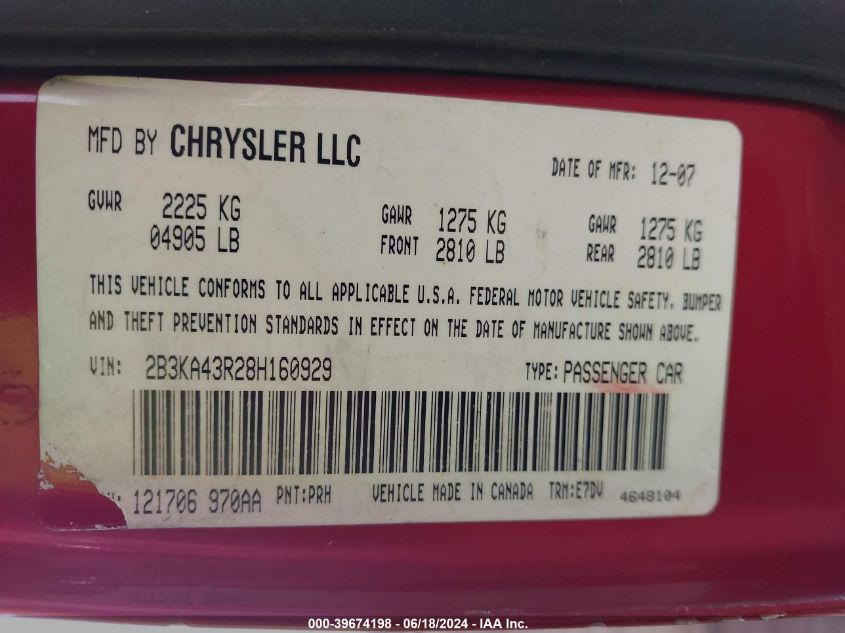 MFD BY CHRYSLER LLC DATE OF MFR: 12-07
GVWR 2225 KG GAWR 1275 KG GAWR 1275 KG
04905 LB FRONT 2810 LB REAR 2810 LB
THIS VEHICLE CONFORMS TO ALL APPLICABLE U.S.A. FEDERAL MOTOR VEHICLE SAFETY, BUMPER
AND THEFT PREVENTION STANDARDS IN EFFECT ON THE DATE OF MANUFACTURE SHOWN ABOVE.
VIN: 2B3KA43R28H160929 TYPE: PASSENGER CAR
121706 970AA PNT:PRH VEHICLE MADE IN CANADA TRM:E7DV 4648104
000-39674198 - 06/18/2024 - IAA Inc.